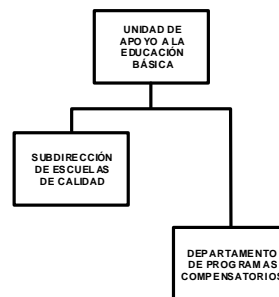 UNIDAD DE
APOYO A LA
EDUCACIÓN
BÁSICA
SUBDIRECCIÓN
DE ESCUELAS
DE CALIDAD
DEPARTAMENTO
DE PROGRAMAS
COMPENSATORIOS